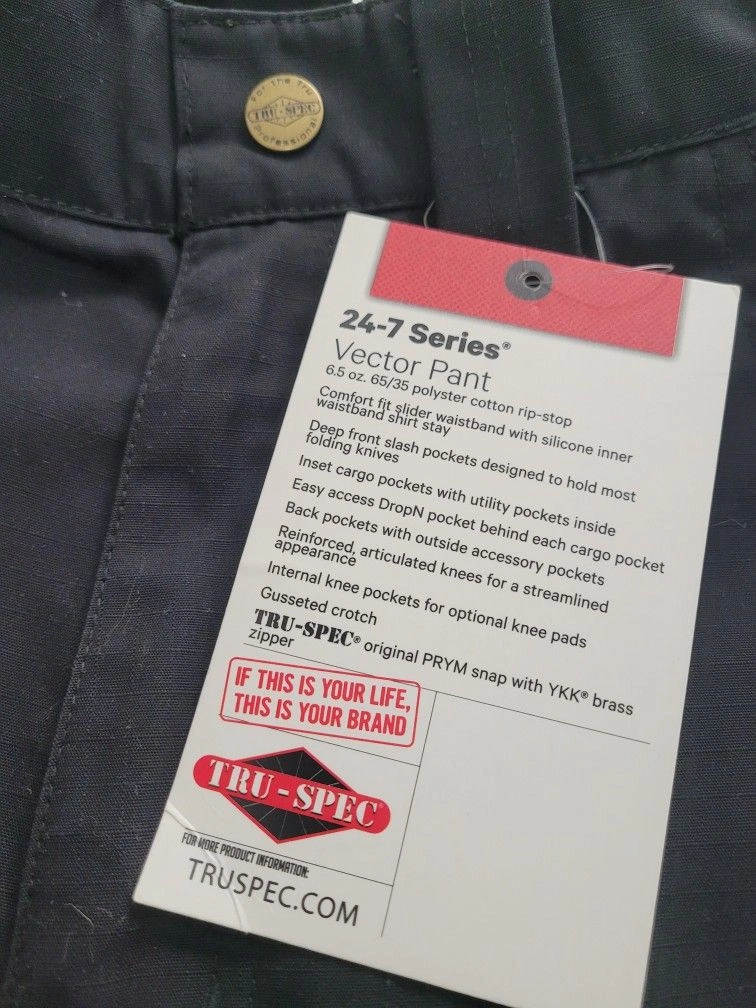 For the Tru
TRU-SPEC
Professional
24-7 Series®
Vector Pant
6.5 oz. 65/35 polyster cotton rip-stop
Comfort fit slider waistband with silicone inner
waistband shirt stay
Deep front slash pockets designed to hold most
folding knives
Inset cargo pockets with utility pockets inside
Easy access DropN pocket behind each cargo pocket
Back pockets with outside accessory pockets
Reinforced, articulated knees for a streamlined
appearance
Internal knee pockets for optional knee pads
Gusseted crotch
TRU-SPEC® original PRYM snap with YKK® brass
zipper
IF THIS IS YOUR LIFE,
THIS IS YOUR BRAND
TRU-SPEC®
FOR MORE PRODUCT INFORMATION:
TRUSPEC.COM